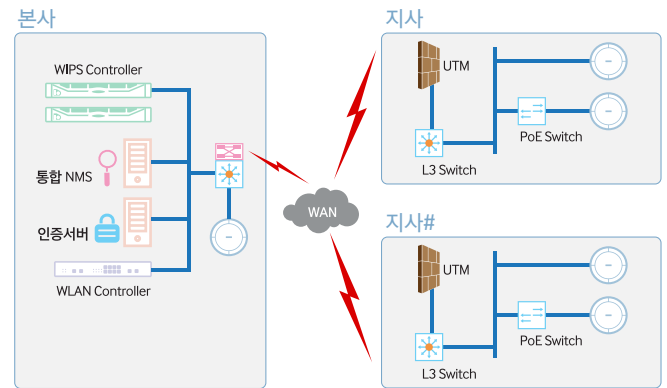 본사
WIPS Controller
통합 NMS
인증서버
WLAN Controller
WAN
지사
UTM
PoE Switch
L3 Switch
지사#
UTM
PoE Switch
L3 Switch